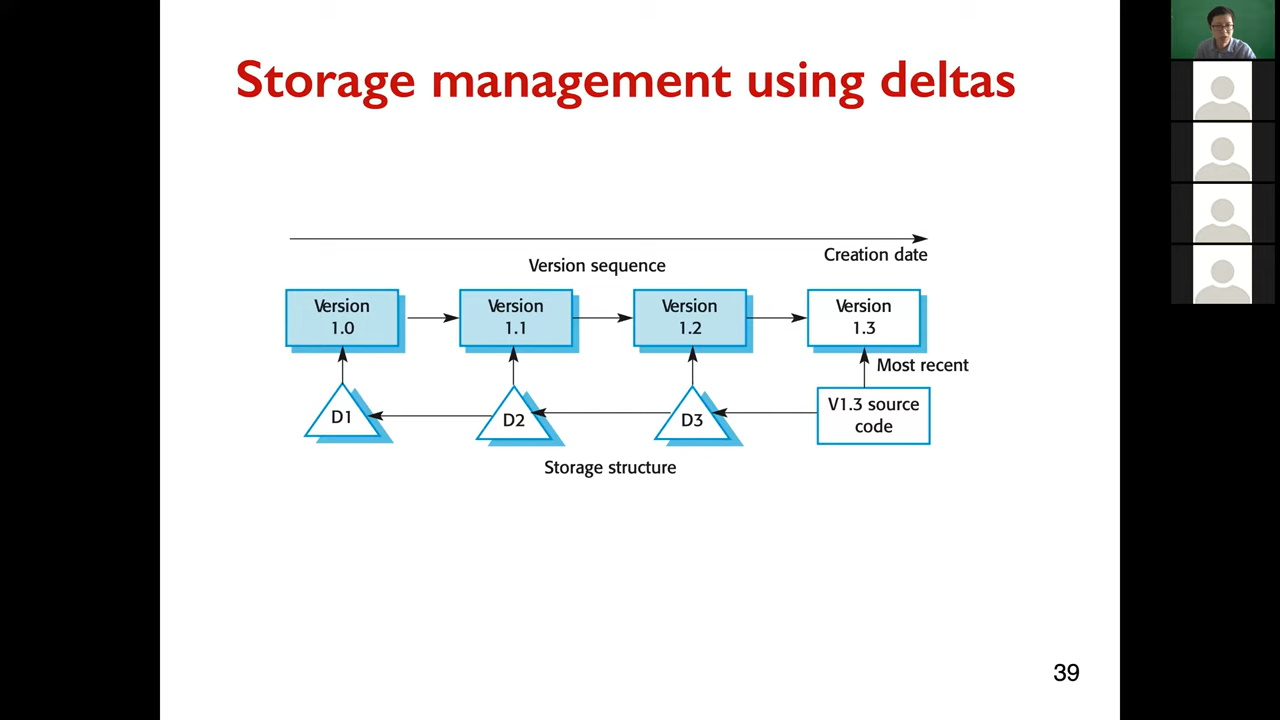 Storage management using deltas
Creation date
Version sequence
Version
1.0
Version
1.1
Version
1.2
Version
1.3
Most recent
D1
D2
D3
V1.3 source
code
Storage structure
39